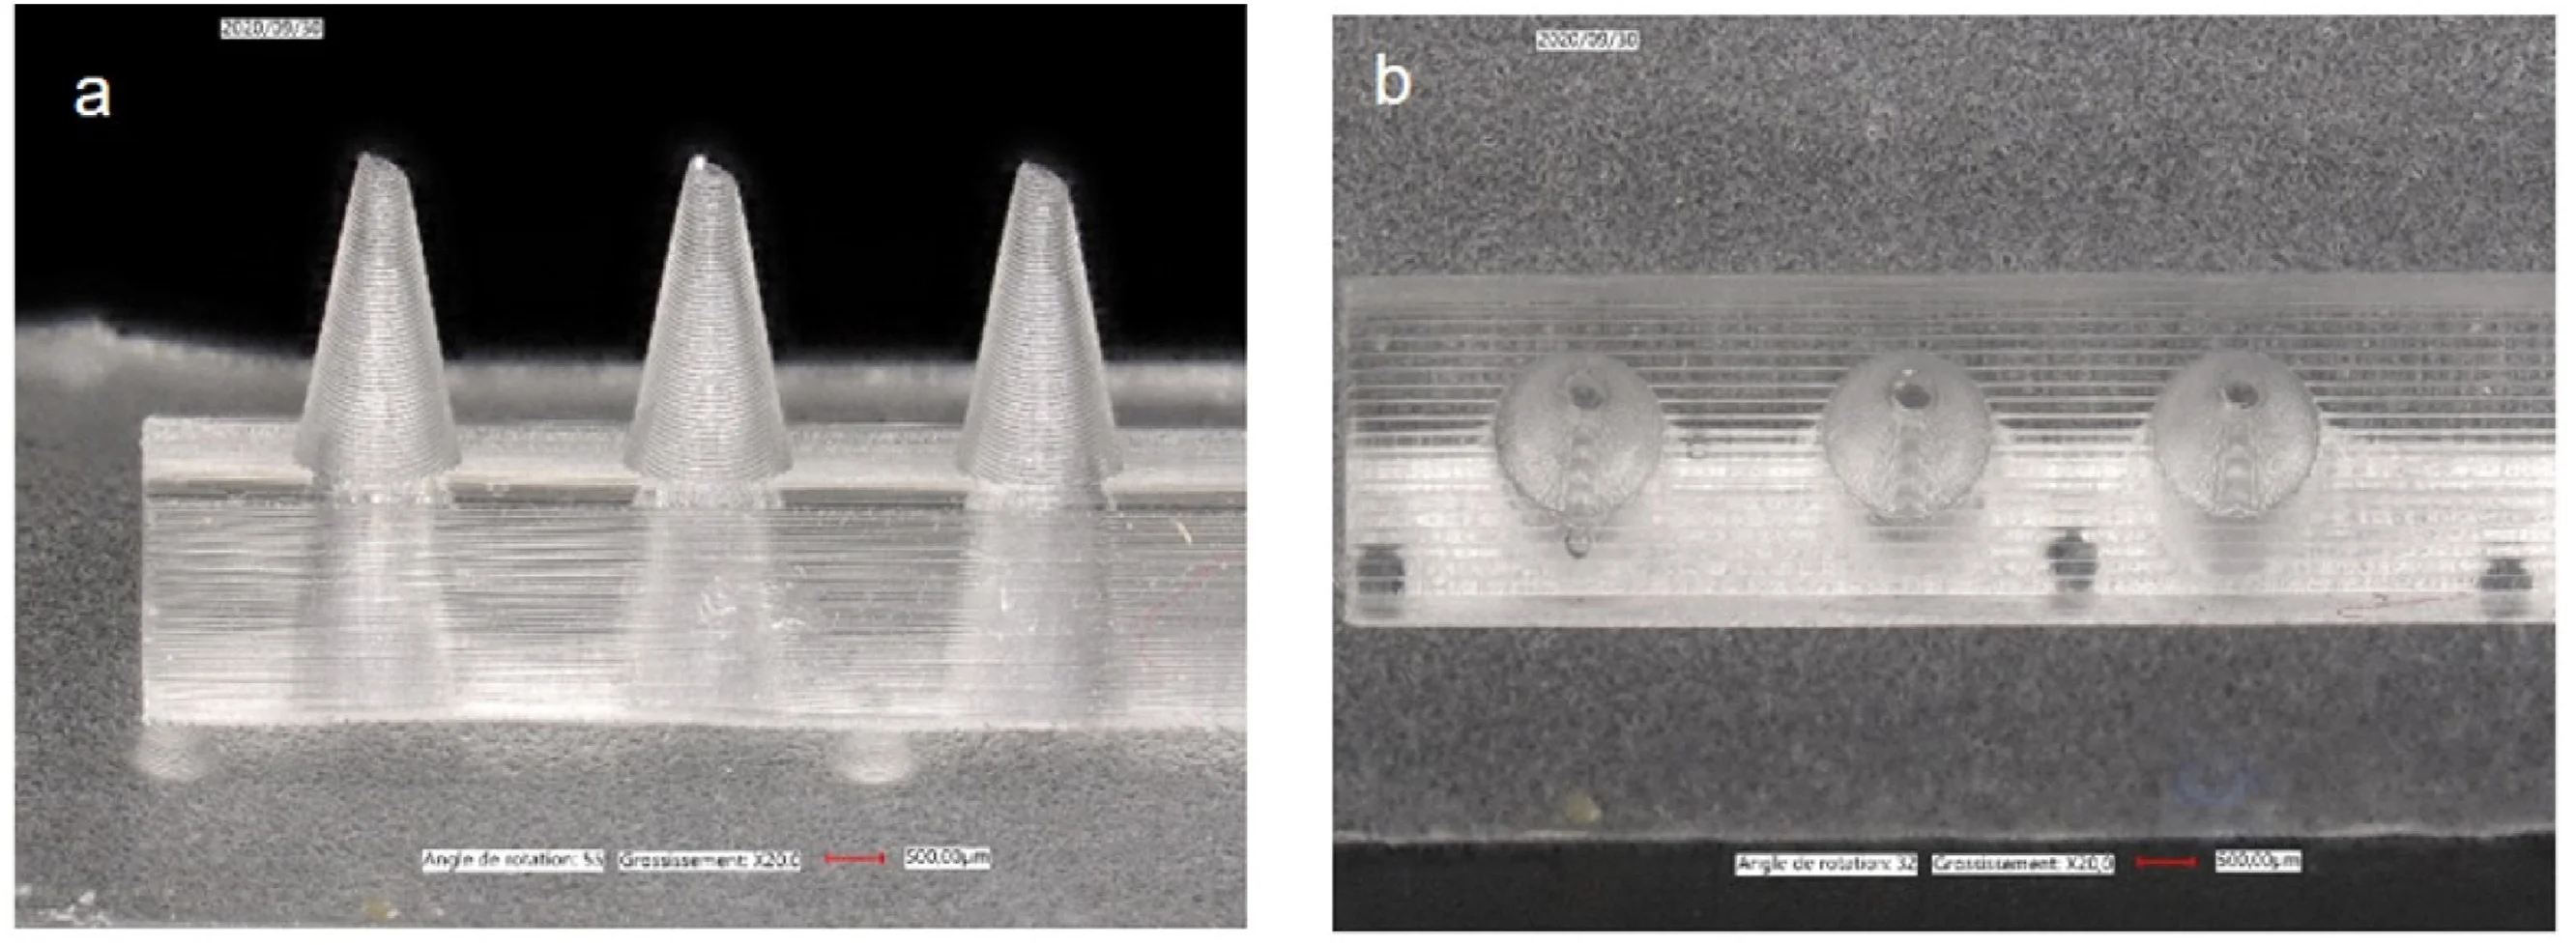 2020/09/30
a
Angle de rotation: 55 Grossissement: X20,0 500,00µm
2020/09/30
b
Angle de rotation: 32 Grossissement: X20,0 500,00µm